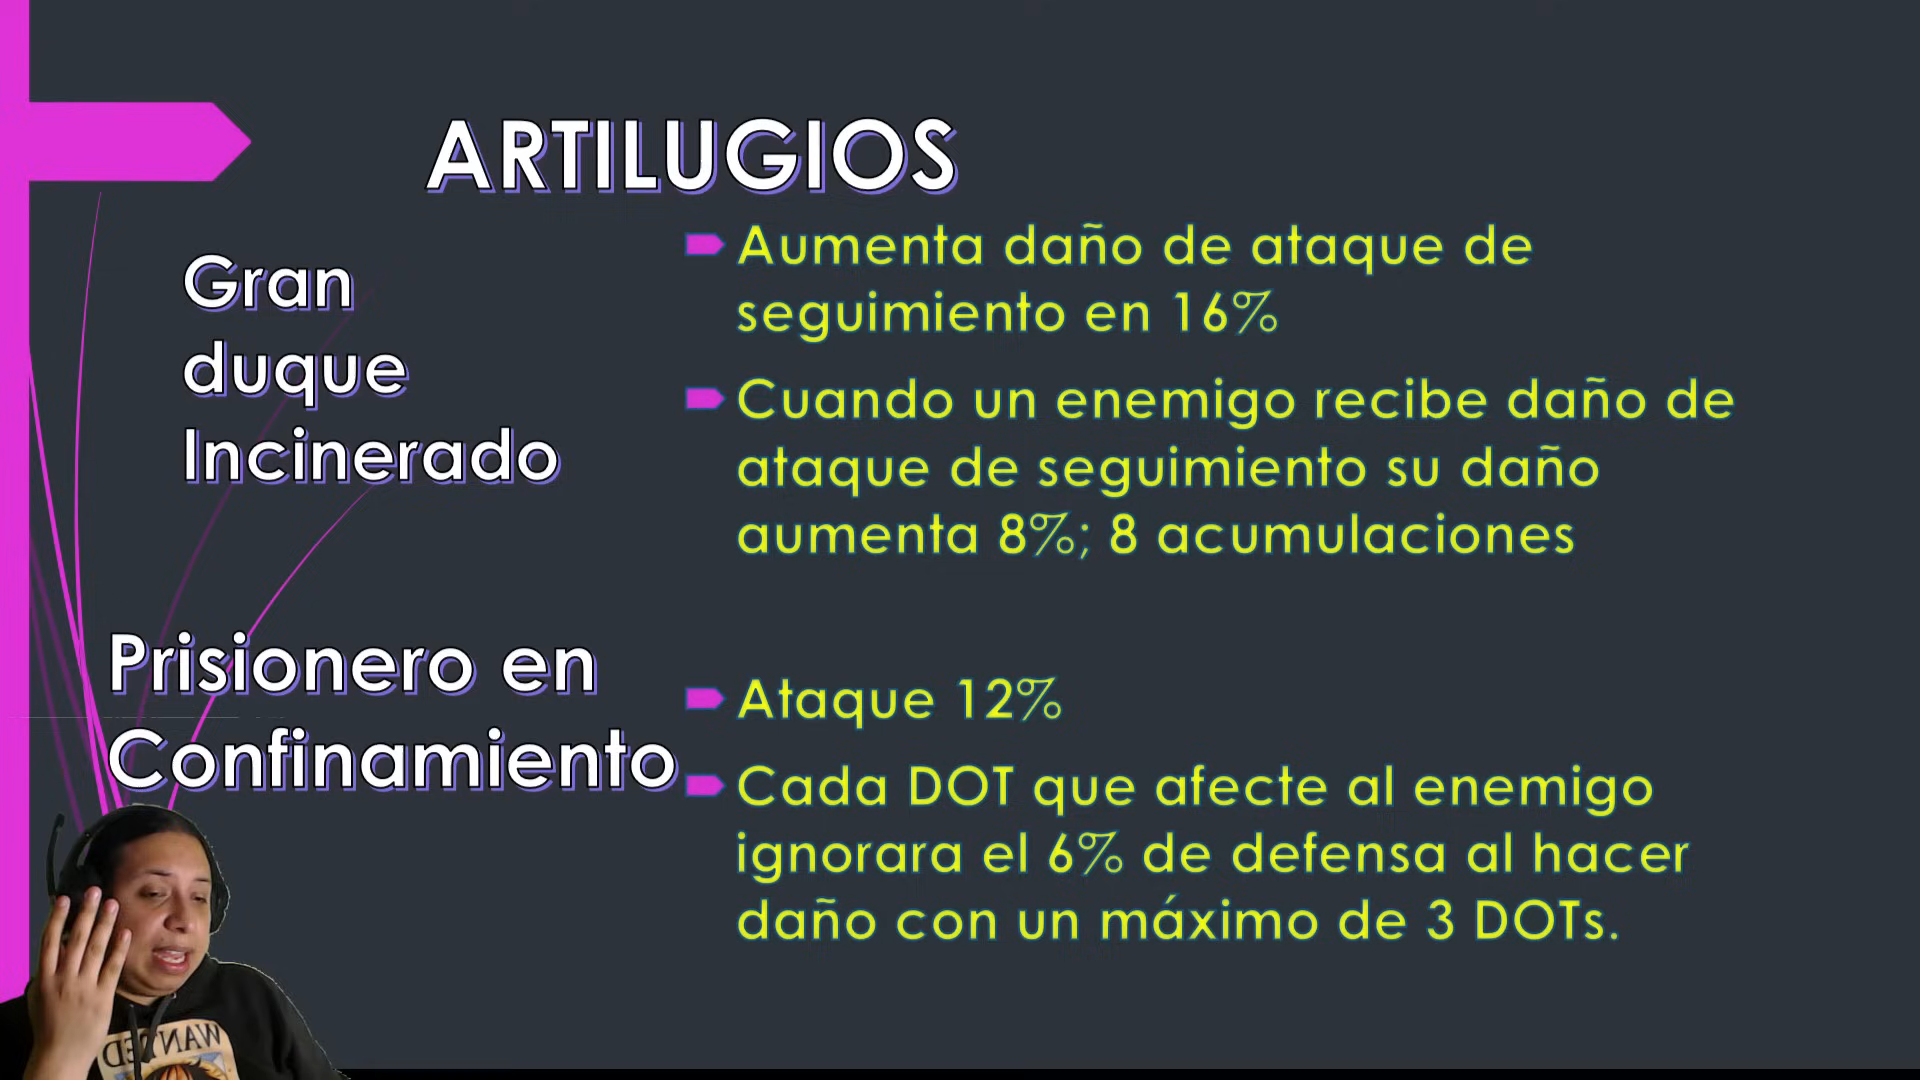 ARTILUGIOS
Gran
duque
Incinerado
Aumenta daño de ataque de
seguimiento en 16%
Cuando un enemigo recibe daño de
ataque de seguimiento su daño
aumenta 8%; 8 acumulaciones
Prisionero en
Confinamiento
Ataque 12%
Cada DOT que afecte al enemigo
ignorara el 6% de defensa al hacer
daño con un máximo de 3 DOTs.
WANTED